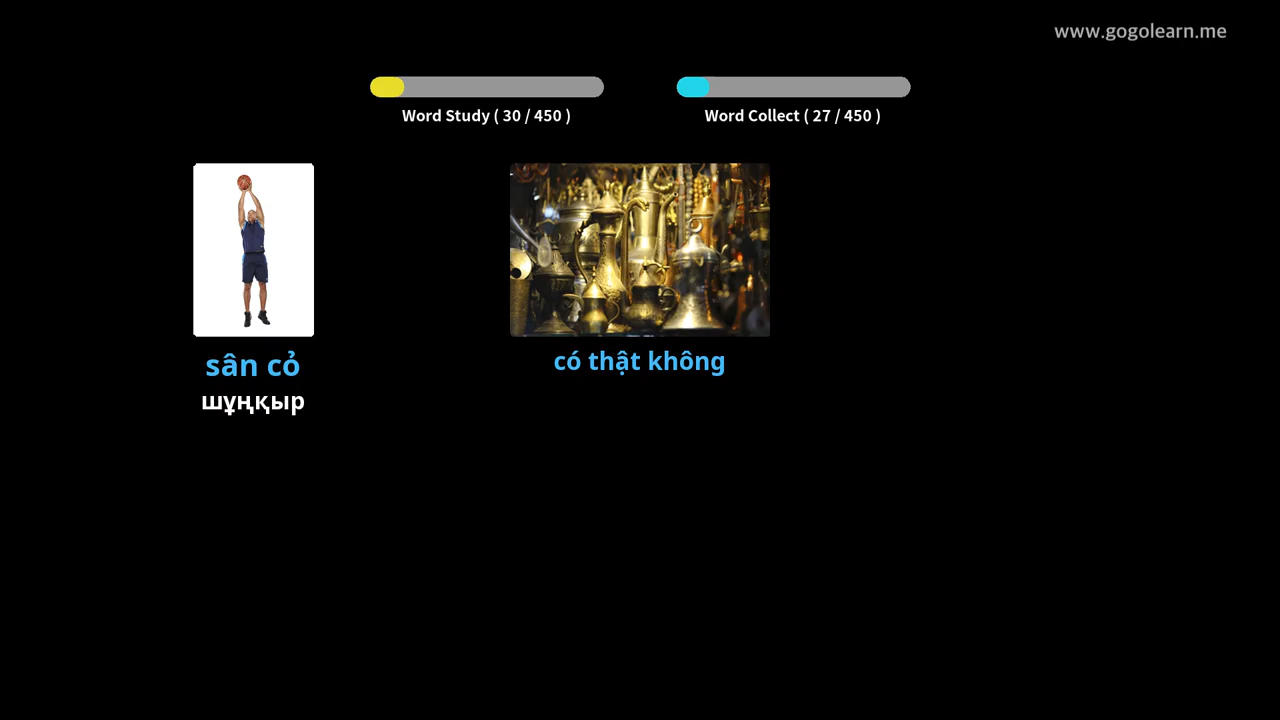 www.gogolearn.me
Word Study ( 30 / 450 )
Word Collect ( 27 / 450 )
sân cỏ
шұңқыр
có thật không